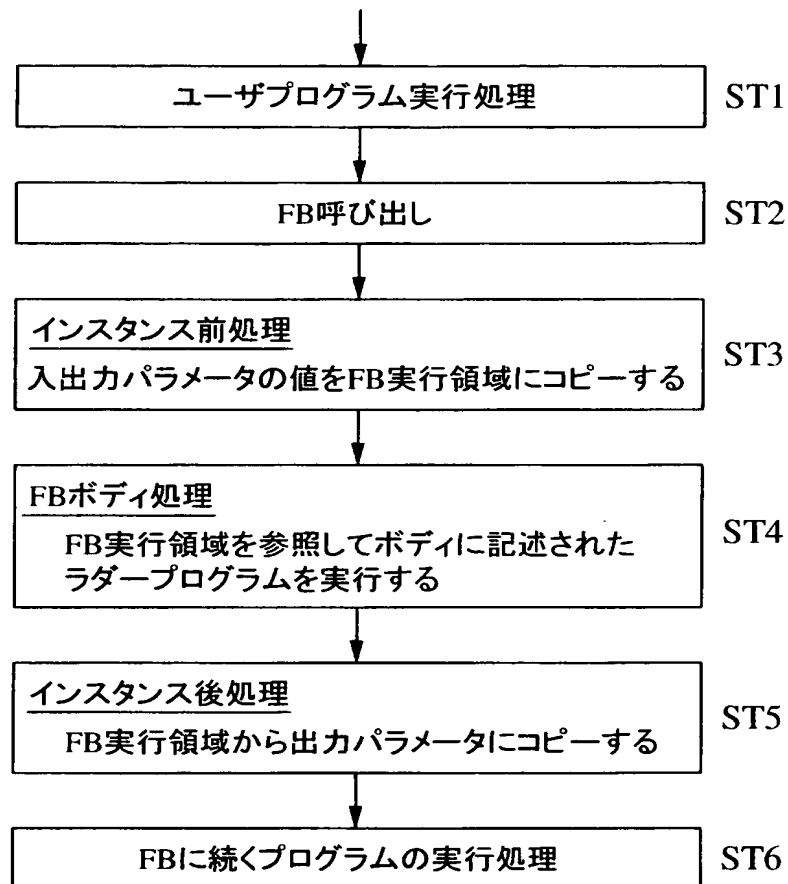 ユーザプログラム実行処理 ST1
FB呼び出し ST2
インスタンス前処理
入出力パラメータの値をFB実行領域にコピーする
ST3
FBボディ処理
FB実行領域を参照してボディに記述された
ラダープログラムを実行する
ST4
インスタンス後処理
FB実行領域から出力パラメータにコピーする
ST5
FBに続くプログラムの実行処理 ST6